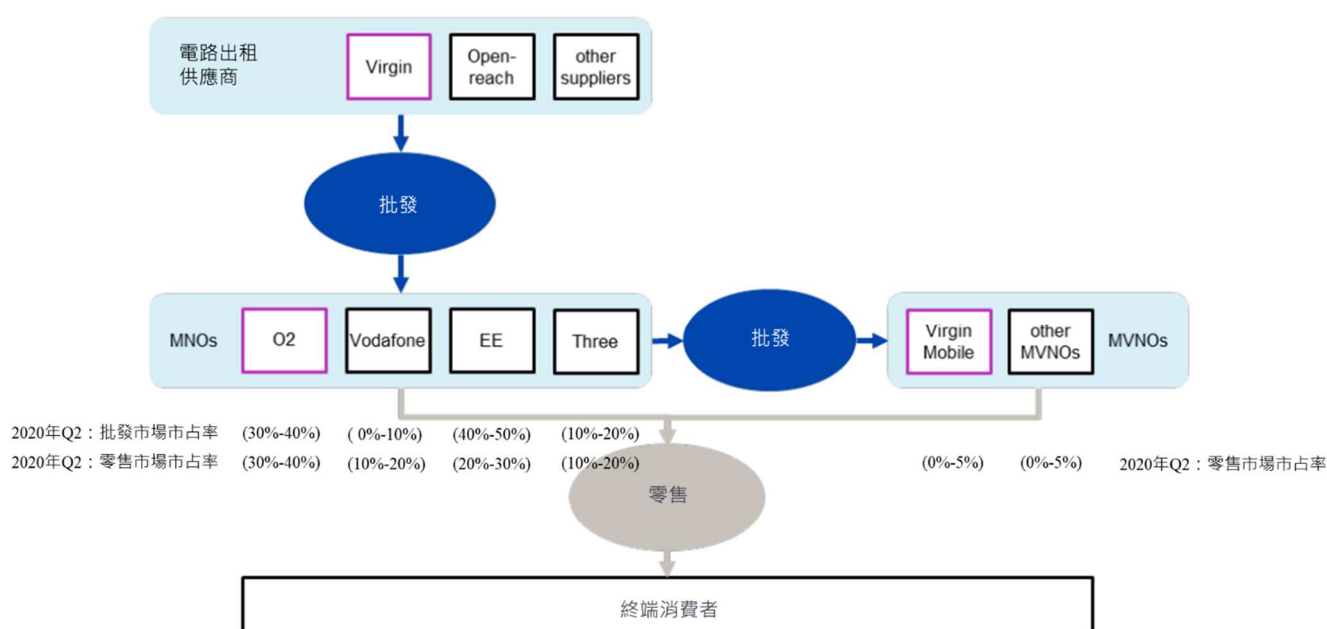 電路出租
供應商
Virgin
Open-
reach
other
suppliers
批發
MNOs
O2
Vodafone
EE
Three
批發
Virgin
Mobile
other
MVNOs
MVNOs
2020年Q2：批發市場市占率 (30%-40%) ( 0%-10%) (40%-50%) (10%-20%)
2020年Q2：零售市場市占率 (30%-40%) (10%-20%) (20%-30%) (10%-20%) (0%-5%) (0%-5%) 2020年Q2：零售市場市占率
零售
終端消費者